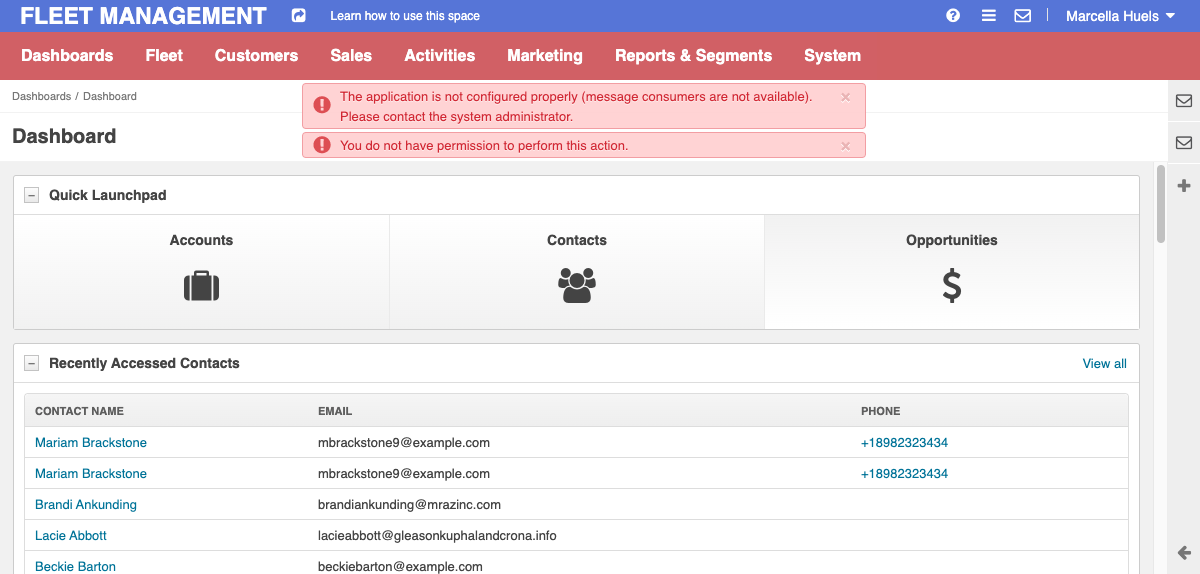 FLEET MANAGEMENT
Learn how to use this space
Marcella Huels
Dashboards Fleet Customers Sales Activities Marketing Reports & Segments System
Dashboards / Dashboard
The application is not configured properly (message consumers are not available).
Please contact the system administrator.
×
You do not have permission to perform this action.
×
Dashboard
Quick Launchpad
Accounts Contacts Opportunities
Recently Accessed Contacts
View all
CONTACT NAME EMAIL PHONE
Mariam Brackstone mbrackstone9@example.com +18982323434
Mariam Brackstone mbrackstone9@example.com +18982323434
Brandi Ankunding brandiankunding@mrazinc.com
Lacie Abbott lacieabbott@gleasonkuphalandcrona.info
Beckie Barton beckiebarton@example.com